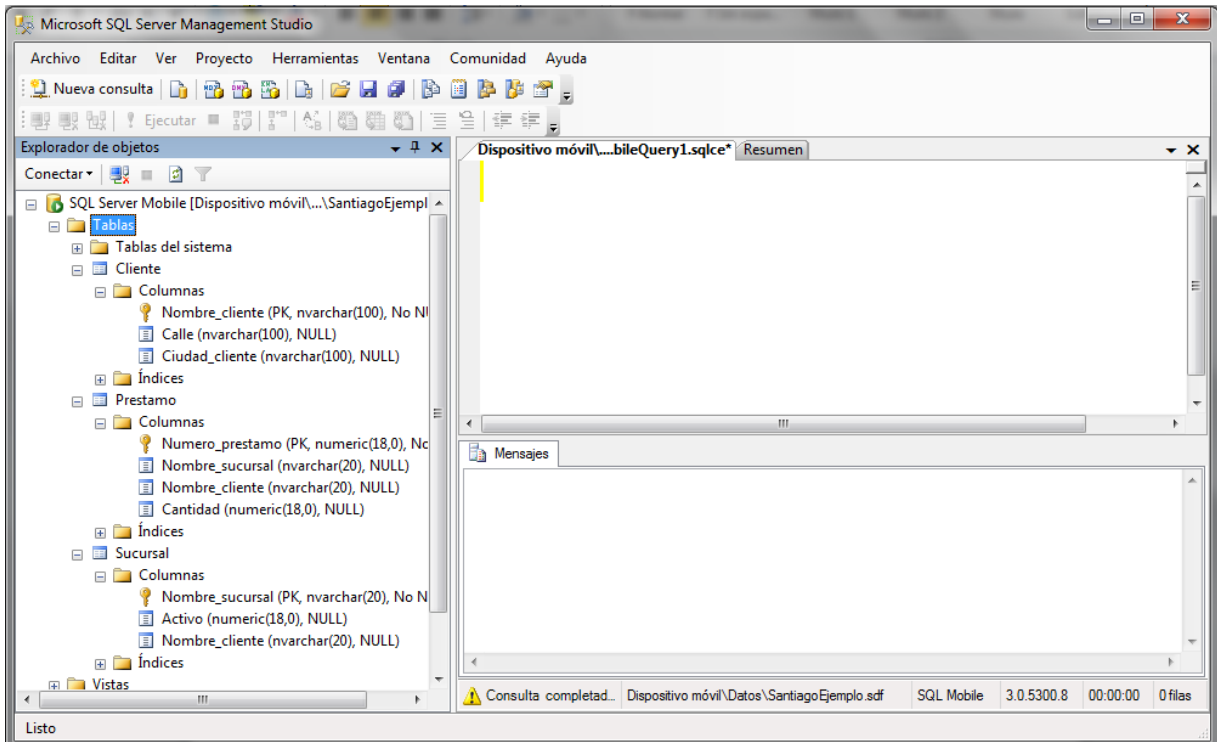 Microsoft SQL Server Management Studio
Archivo Editar Ver Proyecto Herramientas Ventana Comunidad Ayuda
Nueva consulta
Ejecutar
Explorador de objetos
Conectar
SQL Server Mobile [Dispositivo móvil\...\SantiagoEjempl
Tablas
Tablas del sistema
Cliente
Columnas
Nombre_cliente (PK, nvarchar(100), No NU
Calle (nvarchar(100), NULL)
Ciudad_cliente (nvarchar(100), NULL)
Índices
Prestamo
Columnas
Numero_prestamo (PK, numeric(18,0), Nc
Nombre_sucursal (nvarchar(20), NULL)
Nombre_cliente (nvarchar(20), NULL)
Cantidad (numeric(18,0), NULL)
Índices
Sucursal
Columnas
Nombre_sucursal (PK, nvarchar(20), No N
Activo (numeric(18,0), NULL)
Nombre_cliente (nvarchar(20), NULL)
Índices
Vistas
Dispositivo móvil\....bileQuery1.sqlce* Resumen
Mensajes
Consulta completad... Dispositivo móvil\Datos\SantiagoEjemplo.sdf SQL Mobile 3.0.5300.8 00:00:00 0 filas
Listo